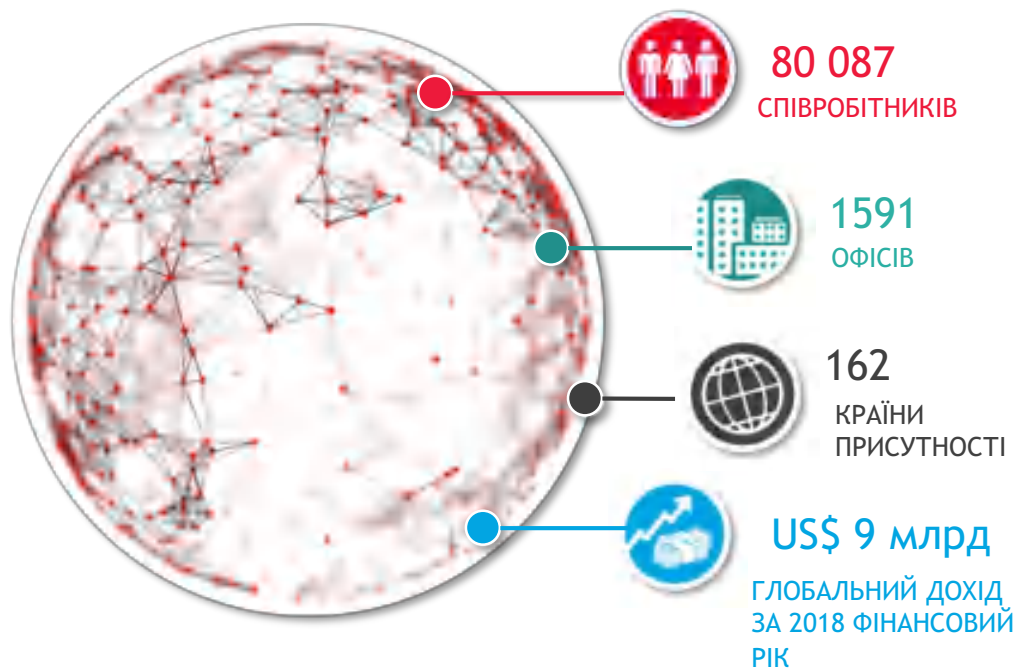 80 087
СПІВРОБІТНИКІВ
1591
ОФІСІВ
162
КРАЇНИ
ПРИСУТНОСТІ
US$ 9 млрд
ГЛОБАЛЬНИЙ ДОХІД
ЗА 2018 ФІНАНСОВИЙ
РІК